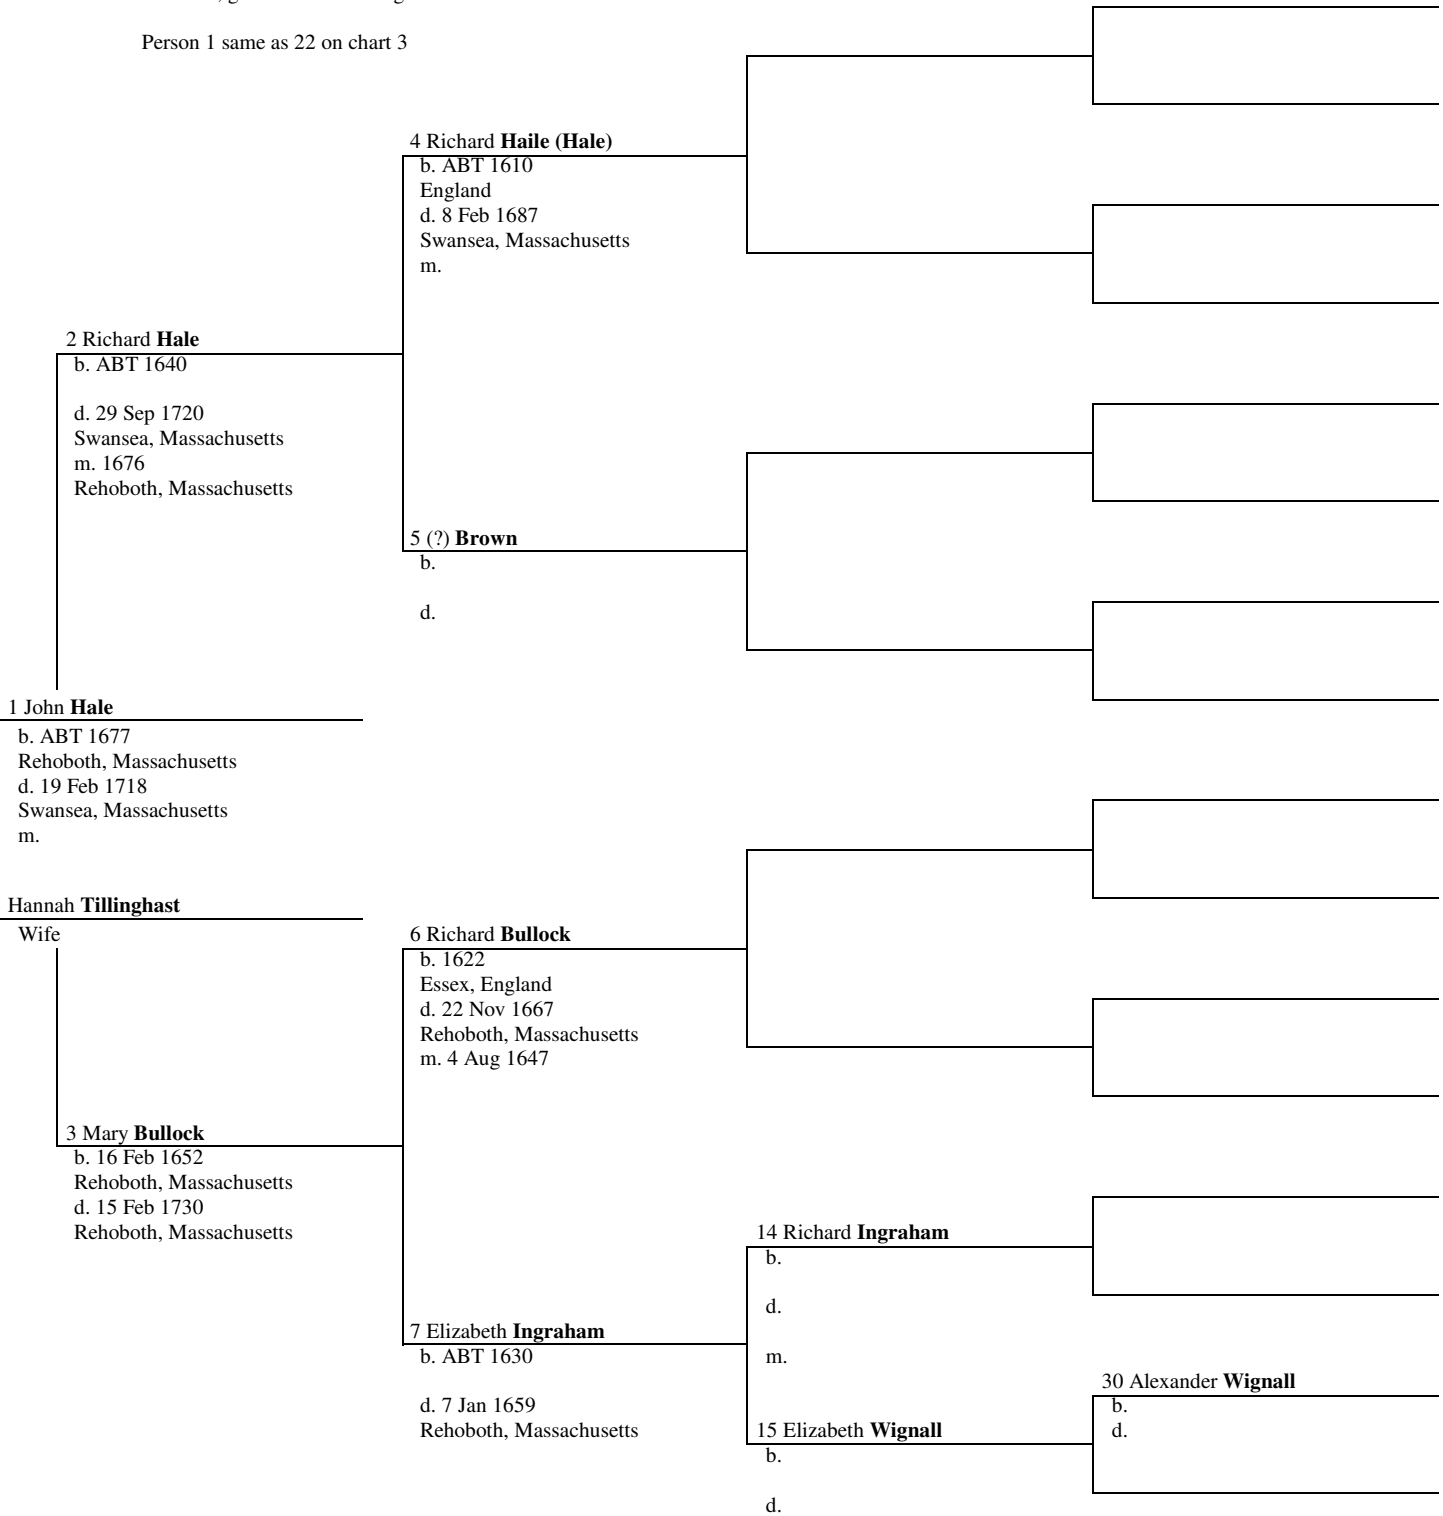 Person 1 same as 22 on chart 3
4 Richard Haile (Hale)
b. ABT 1610
England
d. 8 Feb 1687
Swansea, Massachusetts
m.
2 Richard Hale
b. ABT 1640
d. 29 Sep 1720
Swansea, Massachusetts
m. 1676
Rehoboth, Massachusetts
5 (?) Brown
b.
d.
1 John Hale
b. ABT 1677
Rehoboth, Massachusetts
d. 19 Feb 1718
Swansea, Massachusetts
m.
Hannah Tillinghast
Wife
6 Richard Bullock
b. 1622
Essex, England
d. 22 Nov 1667
Rehoboth, Massachusetts
m. 4 Aug 1647
3 Mary Bullock
b. 16 Feb 1652
Rehoboth, Massachusetts
d. 15 Feb 1730
Rehoboth, Massachusetts
14 Richard Ingraham
b.
d.
m.
7 Elizabeth Ingraham
b. ABT 1630
d. 7 Jan 1659
Rehoboth, Massachusetts
30 Alexander Wignall
b.
d.
15 Elizabeth Wignall
b.
d.